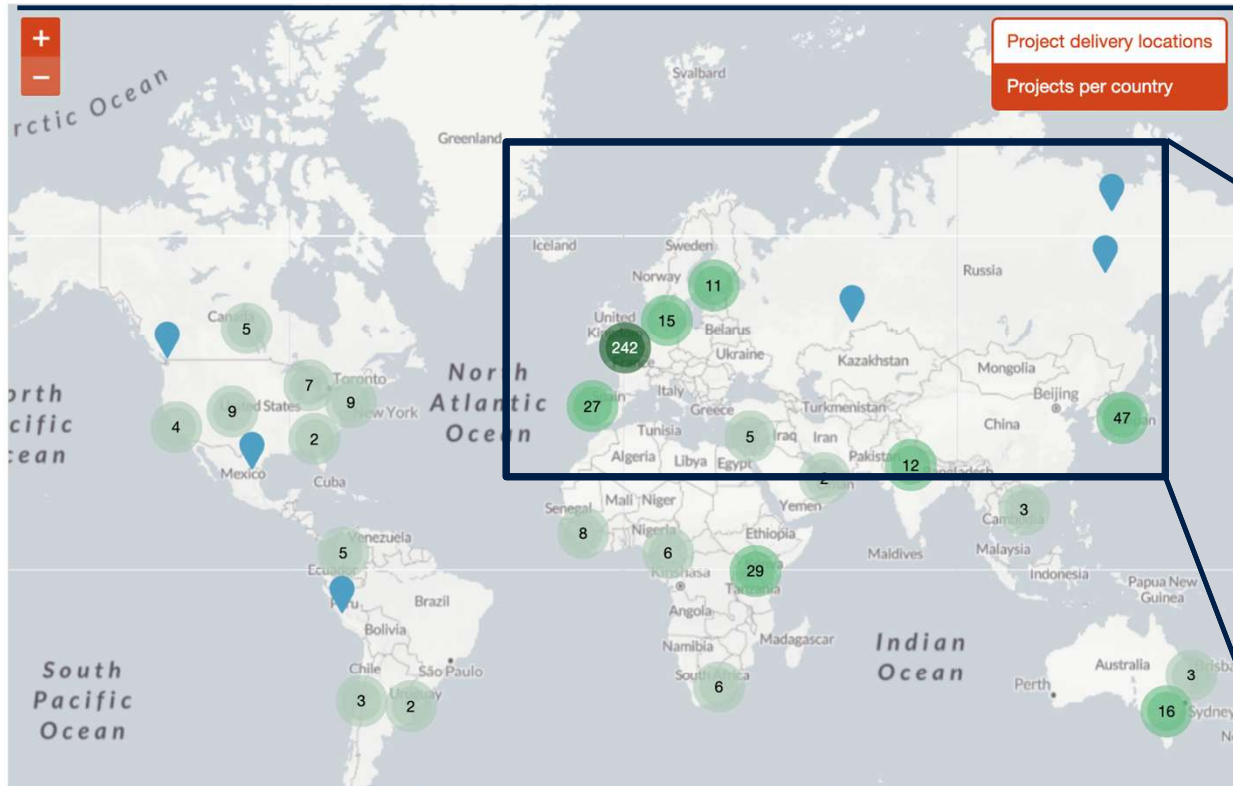 +
−
Project delivery locations
Projects per country
Svalbard
rctic Ocean
Greenland
Iceland
Sweden
Norway
Russia
11
Canada
5
United
15
Belarus
242
Ukraine
Kazakhstan
Mongolia
7
Toronto
North
Atlantic
Ocean
Italy
Beijing
9
United States
9
New York
27
Greece
Turkmenistan
47
4
China
cific
cean
2
Tunisia
5
Iraq
Iran
Algeria
Libya
Egypt
Pakistan
12
Bangladesh
Mexico
Cuba
2
Senegal
Mali
Niger
Yemen
3
Cambodia
8
Nigeria
Ethiopia
Maldives
Malaysia
5
Venezuela
6
Ecuador
Kinshasa
29
Indonesia
Papua New
Guinea
Peru
Brazil
Tanzania
Angola
Bolivia
Namibia
Madagascar
Indian
Ocean
South
Pacific
Ocean
Chile
São Paulo
South Africa
6
Australia
3
Perth
3
Uruguay
2
16
Sydney